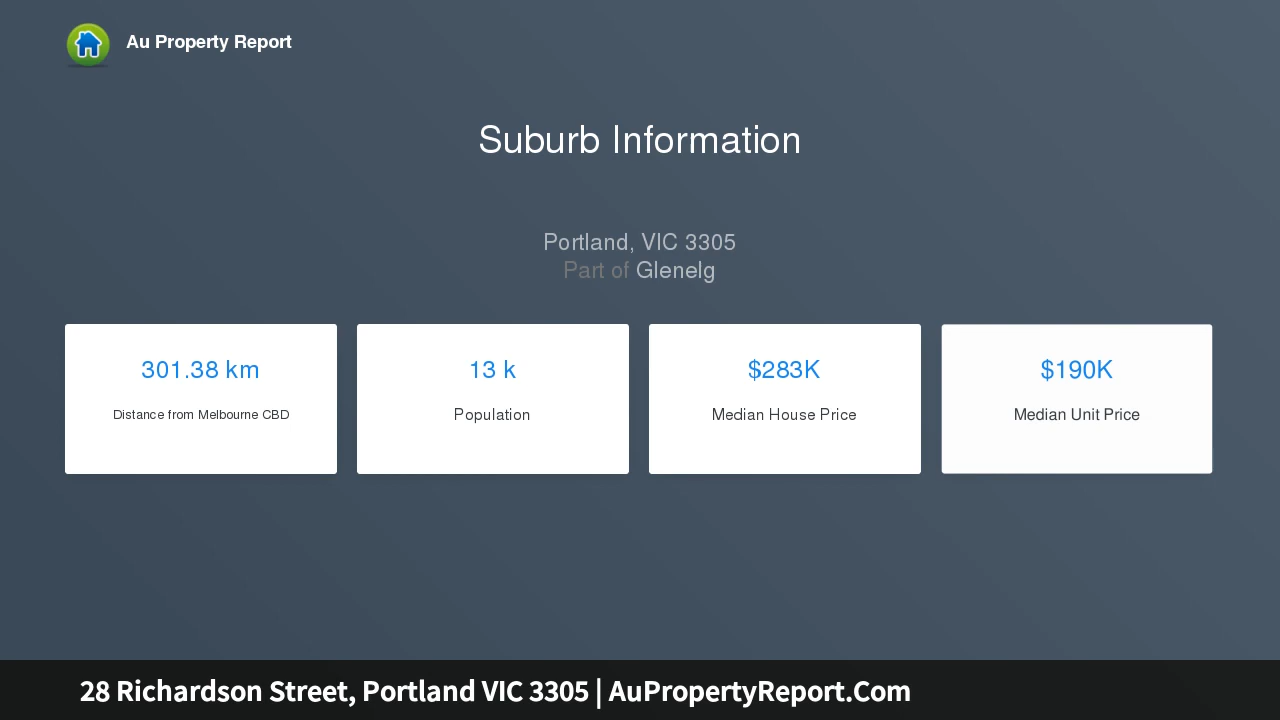 Au Property Report
Suburb Information
Portland, VIC 3305
Part of Glenelg
301.38 km
Distance from Melbourne CBD
13 k
Population
$283K
Median House Price
$190K
Median Unit Price
28 Richardson Street, Portland VIC 3305 | AuPropertyReport.Com